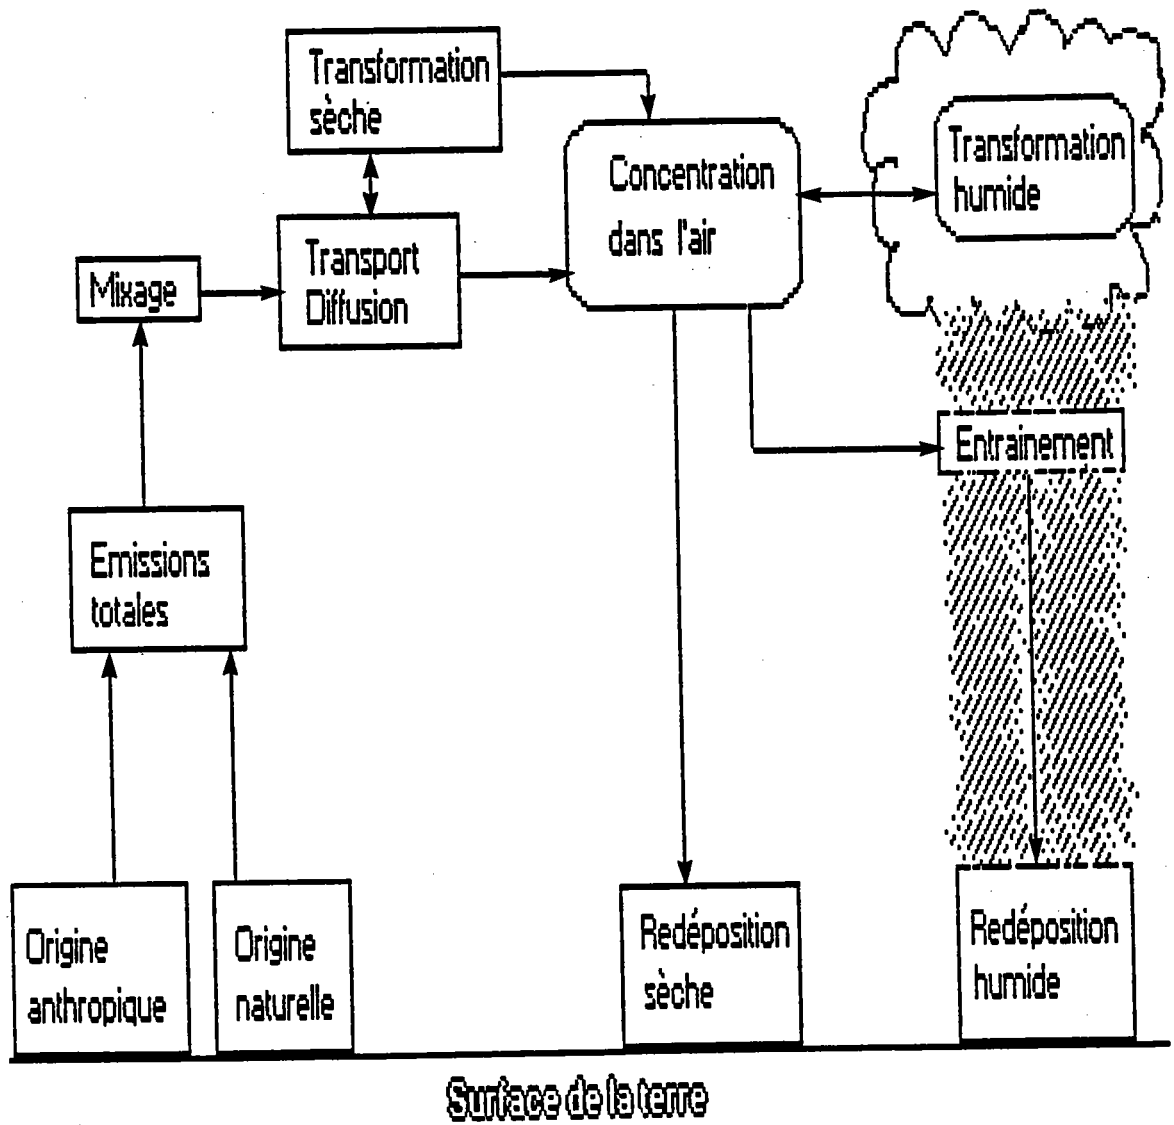 Transformation
sèche
Concentration
dans l'air
Transformation
humide
Transport
Diffusion
Mixage
Entrainement
Emissions
totales
Origine
anthropique
Origine
naturelle
Redéposition
sèche
Redéposition
humide
Surface de la terre